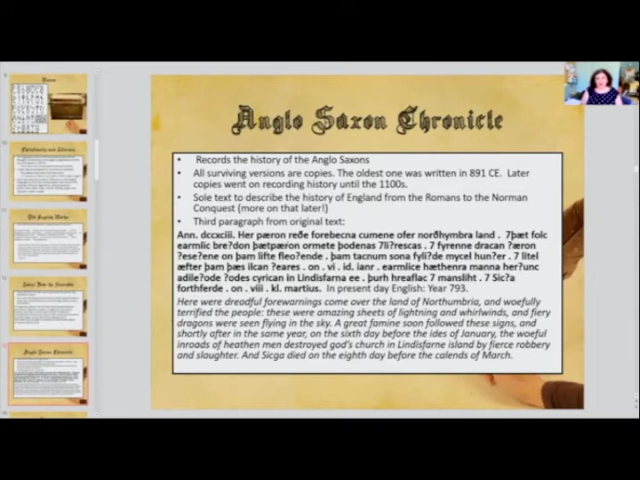 Anglo Saxon Chronicle
• Records the history of the Anglo Saxons
• All surviving versions are copies. The oldest one was written in 891 CE. Later
copies went on recording history until the 1100s.
• Sole text to describe the history of England from the Romans to the Norman
Conquest (more on that later!)
• Third paragraph from original text:
Ann. dccxciii. Her pæron reðe forebecna cumene ofer norðhymbra land . 7þæt folc
earmlic bre?don þætpæron ormete þodenas 7li?rescas . 7 fyrenne dracan ?æron
?ese?ene on þam lifte fleo?ende . þam tacnum sona fyli?de mycel hun?er . 7 litel
æfter þam þæs ilcan ?eares . on . vi . id. ianr . earmlice hæthenra manna her?unc
adile?ode ?odes cyrican in Lindisfarna ee . þurh hreaflac 7 mansliht . 7 Sic?a
forthferde . on . viii . kl. martius. In present day English: Year 793.
Here were dreadful forewarnings come over the land of Northumbria, and woefully
terrified the people: these were amazing sheets of lightning and whirlwinds, and fiery
dragons were seen flying in the sky. A great famine soon followed these signs, and
shortly after in the same year, on the sixth day before the ides of January, the woeful
inroads of heathen men destroyed god's church in Lindisfarne island by fierce robbery
and slaughter. And Sicga died on the eighth day before the calends of March.